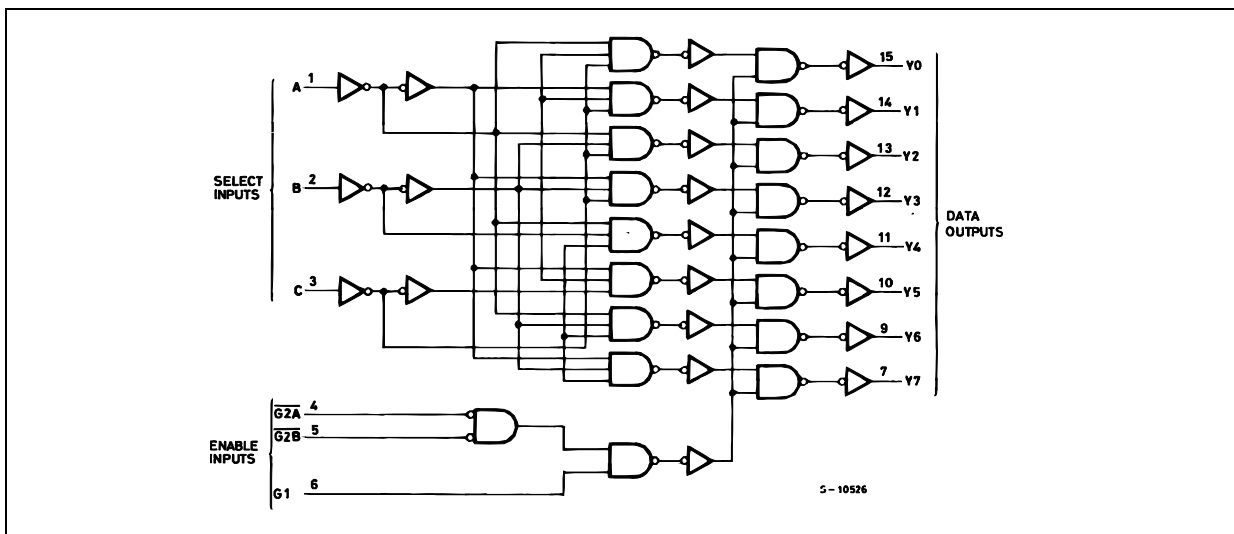 A 1
B 2
C 3
SELECT
INPUTS
G2A 4
G2B 5
G1 6
ENABLE
INPUTS
15 Y0
14 Y1
13 Y2
12 Y3
11 Y4
10 Y5
9 Y6
7 Y7
DATA
OUTPUTS
S-10526